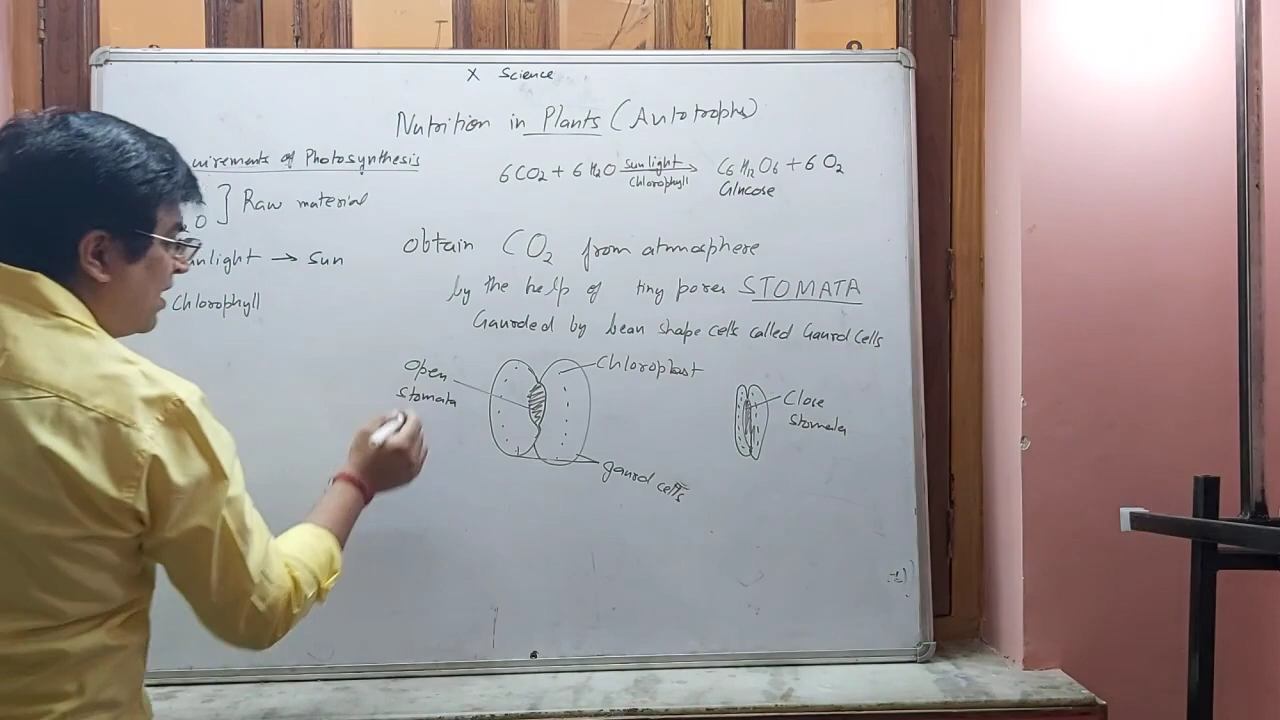 X Science
Nutrition in Plants (Autotrophs)
uirements of Photosynthesis
6CO2 + 6H2O sunlight Chlorophyll C6H12O6 + 6O2
Glucose
O } Raw material
nlight → Sun
Chlorophyll
obtain CO2 from atmosphere
by the help of tiny pores STOMATA
Gaurded by bean shape cells called Gaurd Cells
Open
stomata
Chloroplast
gaurd cells
Close
stomata